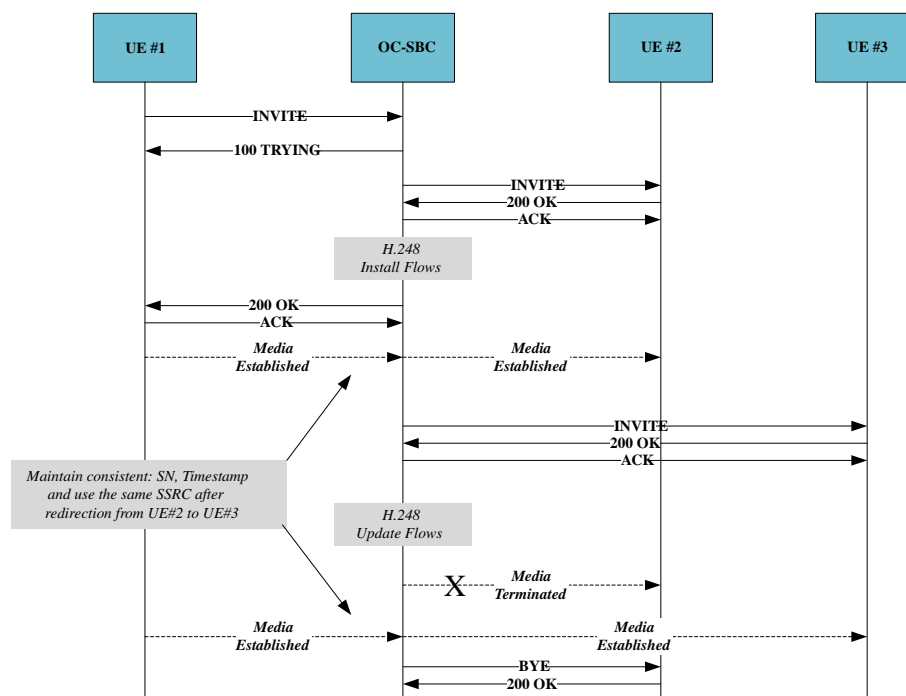 UE #1
OC-SBC
UE #2
UE #3
INVITE
100 TRYING
INVITE
200 OK
ACK
H.248
Install Flows
200 OK
ACK
Media
Established
Media
Established
INVITE
200 OK
ACK
Maintain consistent: SN, Timestamp
and use the same SSRC after
redirection from UE#2 to UE#3
H.248
Update Flows
X
Media
Terminated
Media
Established
Media
Established
BYE
200 OK